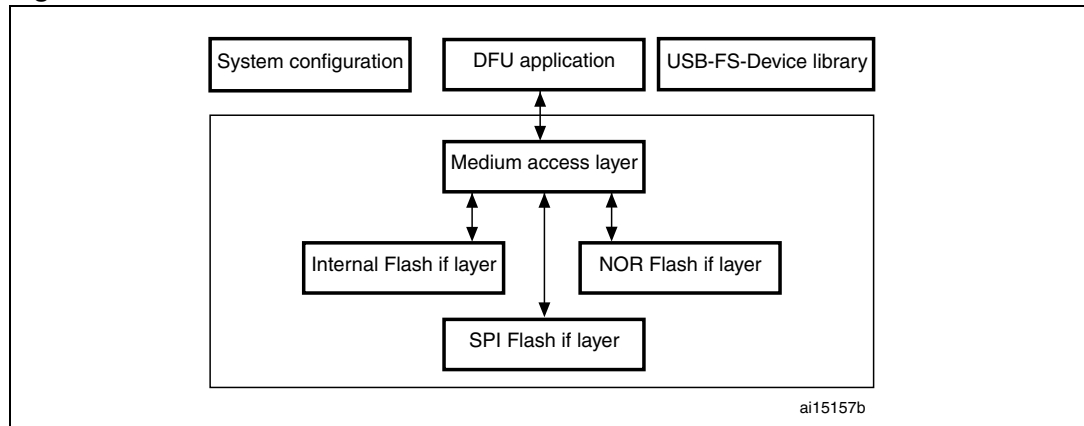 System configuration
DFU application
USB-FS-Device library
Medium access layer
Internal Flash if layer
NOR Flash if layer
SPI Flash if layer
ai15157b